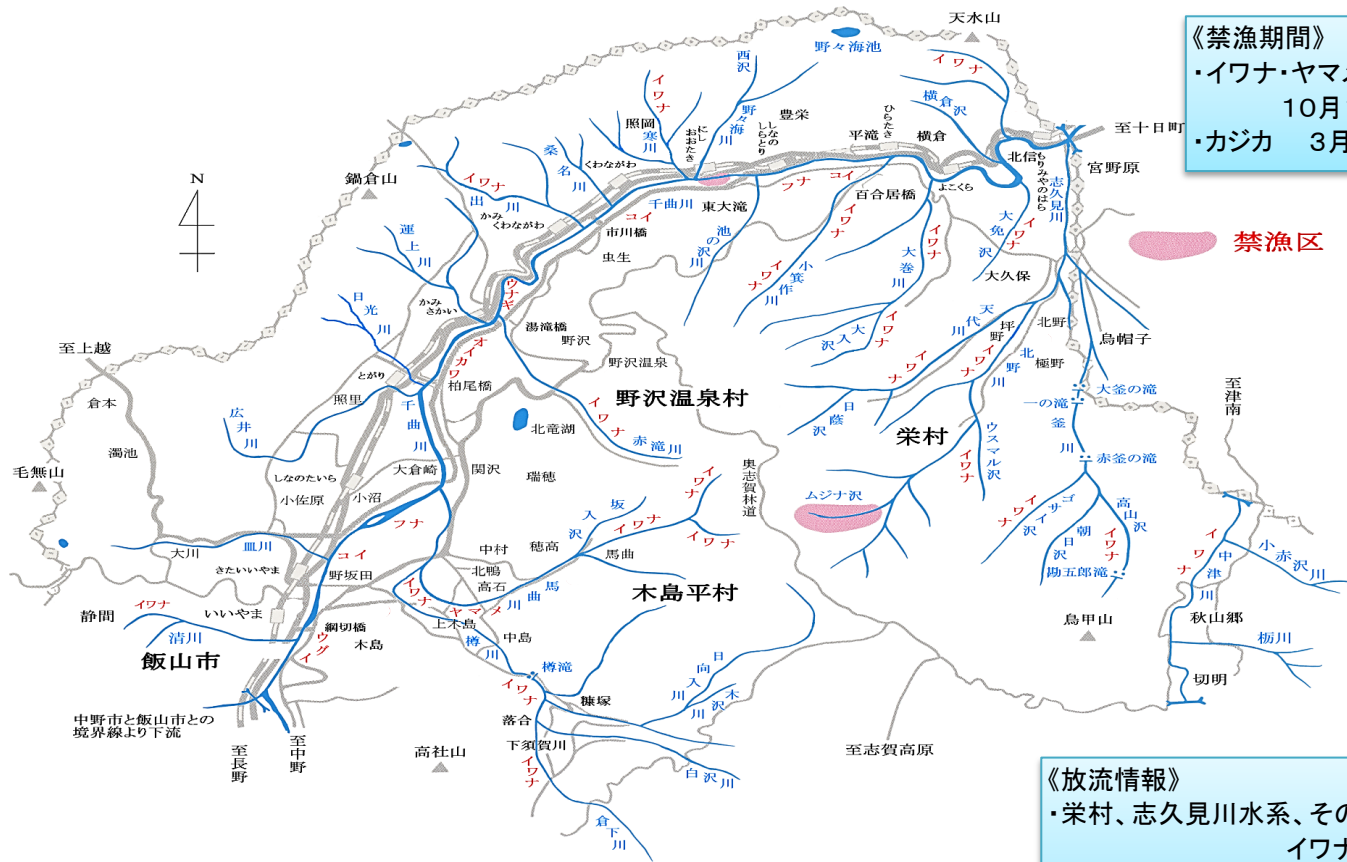 天水山
《禁漁期間》
・イワナ・ヤマメ
10月
・カジカ 3月
野々海池
西沢
イワナ
イワナ
横倉沢
照岡
寒川
野々海川
にしおおたき
しなのしらとり
豊栄
ひらたき
平滝
横倉
北信
もりみやのはら
至十日町
宮野原
志久見川
N
鍋倉山
桑名川
くわながわ
イワナ
出川
かみくわながわ
千曲川
コイ
フナ
コイ
東大滝
百合居橋
よこくら
大免沢
イワナ
禁漁区
運上川
市川橋
虫生
池の沢川
イワナ
小箕作川
イワナ
大巻川
イワナ
大久保
日光川
かみさかい
ウナギ
湯滝橋
野沢
野沢温泉
大入沢
イワナ
天代川
坪野
北野
烏帽子
至上越
オイカワ
とがり
柏尾橋
イワナ
イワナ
北野川
極野
大釜の滝
一の滝
至津南
倉本
照里
千曲川
野沢温泉村
日蔭沢
栄村
ウスマル沢
イワナ
釜川
広井川
北竜湖
イワナ
赤滝川
赤釜の滝
濁池
毛無山
しなのたいら
大倉崎
関沢
瑞穂
奥志賀林道
小佐原
小沼
ムジナ沢
イワナ
ゴサイ沢
朝日沢
高山沢
イワナ
フナ
坂入沢
イワナ
イワナ
イワナ
イワナ
中津川
小赤沢川
大川
皿川
コイ
中村
穂高
馬曲
きたいいやま
野坂田
北鴨
高石
馬曲川
勘五郎滝
静間
イワナ
いいやま
イワナ
ヤマメ
木島平村
鳥甲山
秋山郷
清川
綱切橋
ウグイ
木島
上木島
中島
樽川
栃川
飯山市
樽滝
日向入川
切明
イワナ
糠塚
木沢川
中野市と飯山市との
境界線より下流
落合
至長野
至中野
高社山
下須賀川
イワナ
白沢川
至志賀高原
倉下川
《放流情報》
・栄村、志久見川水系、その
イワナ